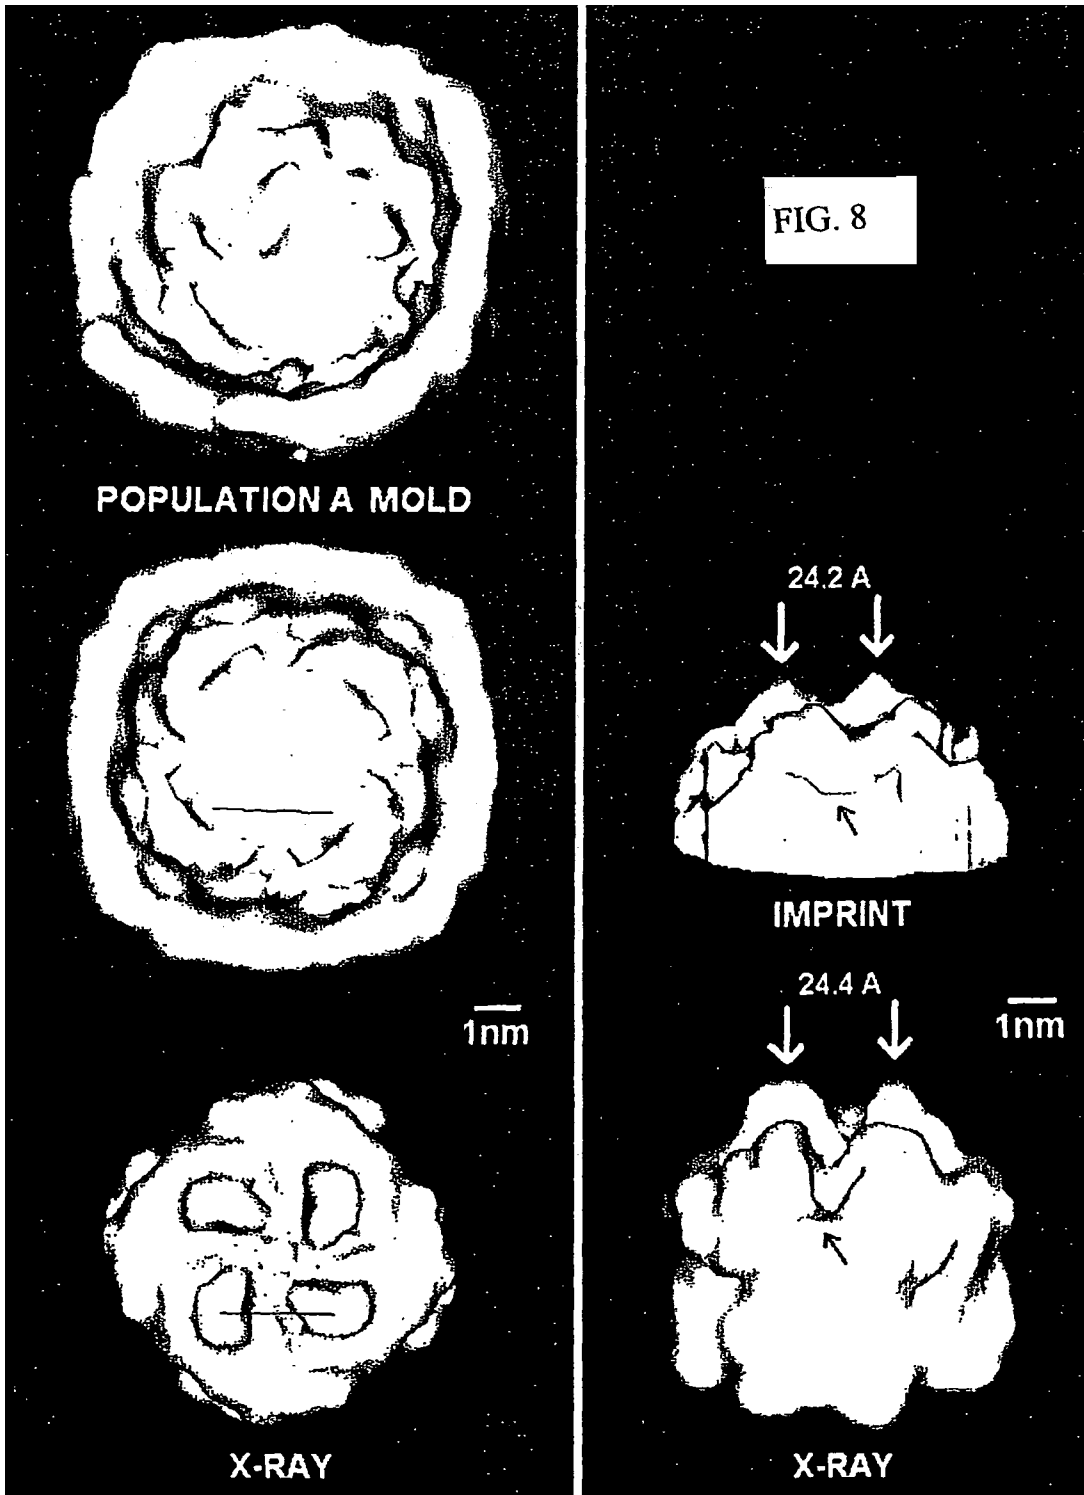 POPULATION A MOLD
1nm
X-RAY
FIG. 8
24.2 A
IMPRINT
24.4 A
1nm
X-RAY